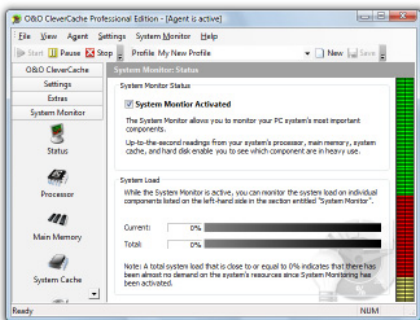 O&O CleverCache Professional Edition - [Agent is active]
File View Agent Settings System Monitor Help
Start Pause Stop Profile My New Profile New Save
O&O CleverCache
Settings
Extras
System Monitor
Status
Processor
Main Memory
System Cache
System Monitor: Status
System Monitor Status
System Montior Activated
The System Monitor allows you to monitor your PC system's most important
components.
Up-to-the-second readings from your system's processor, main memory, system
cache, and hard disk enable you to see which component are in heavy use.
System Load
While the System Monitor is active, you can monitor the system load on individual
components listed on the left-hand side in the section entitled "System Monitor".
Current: 0%
Total: 0%
Note: A total system load that is close to or equal to 0% indicates that there has
been almost no demand on the system's resources since System Monitoring has
been activated.
Ready NUM